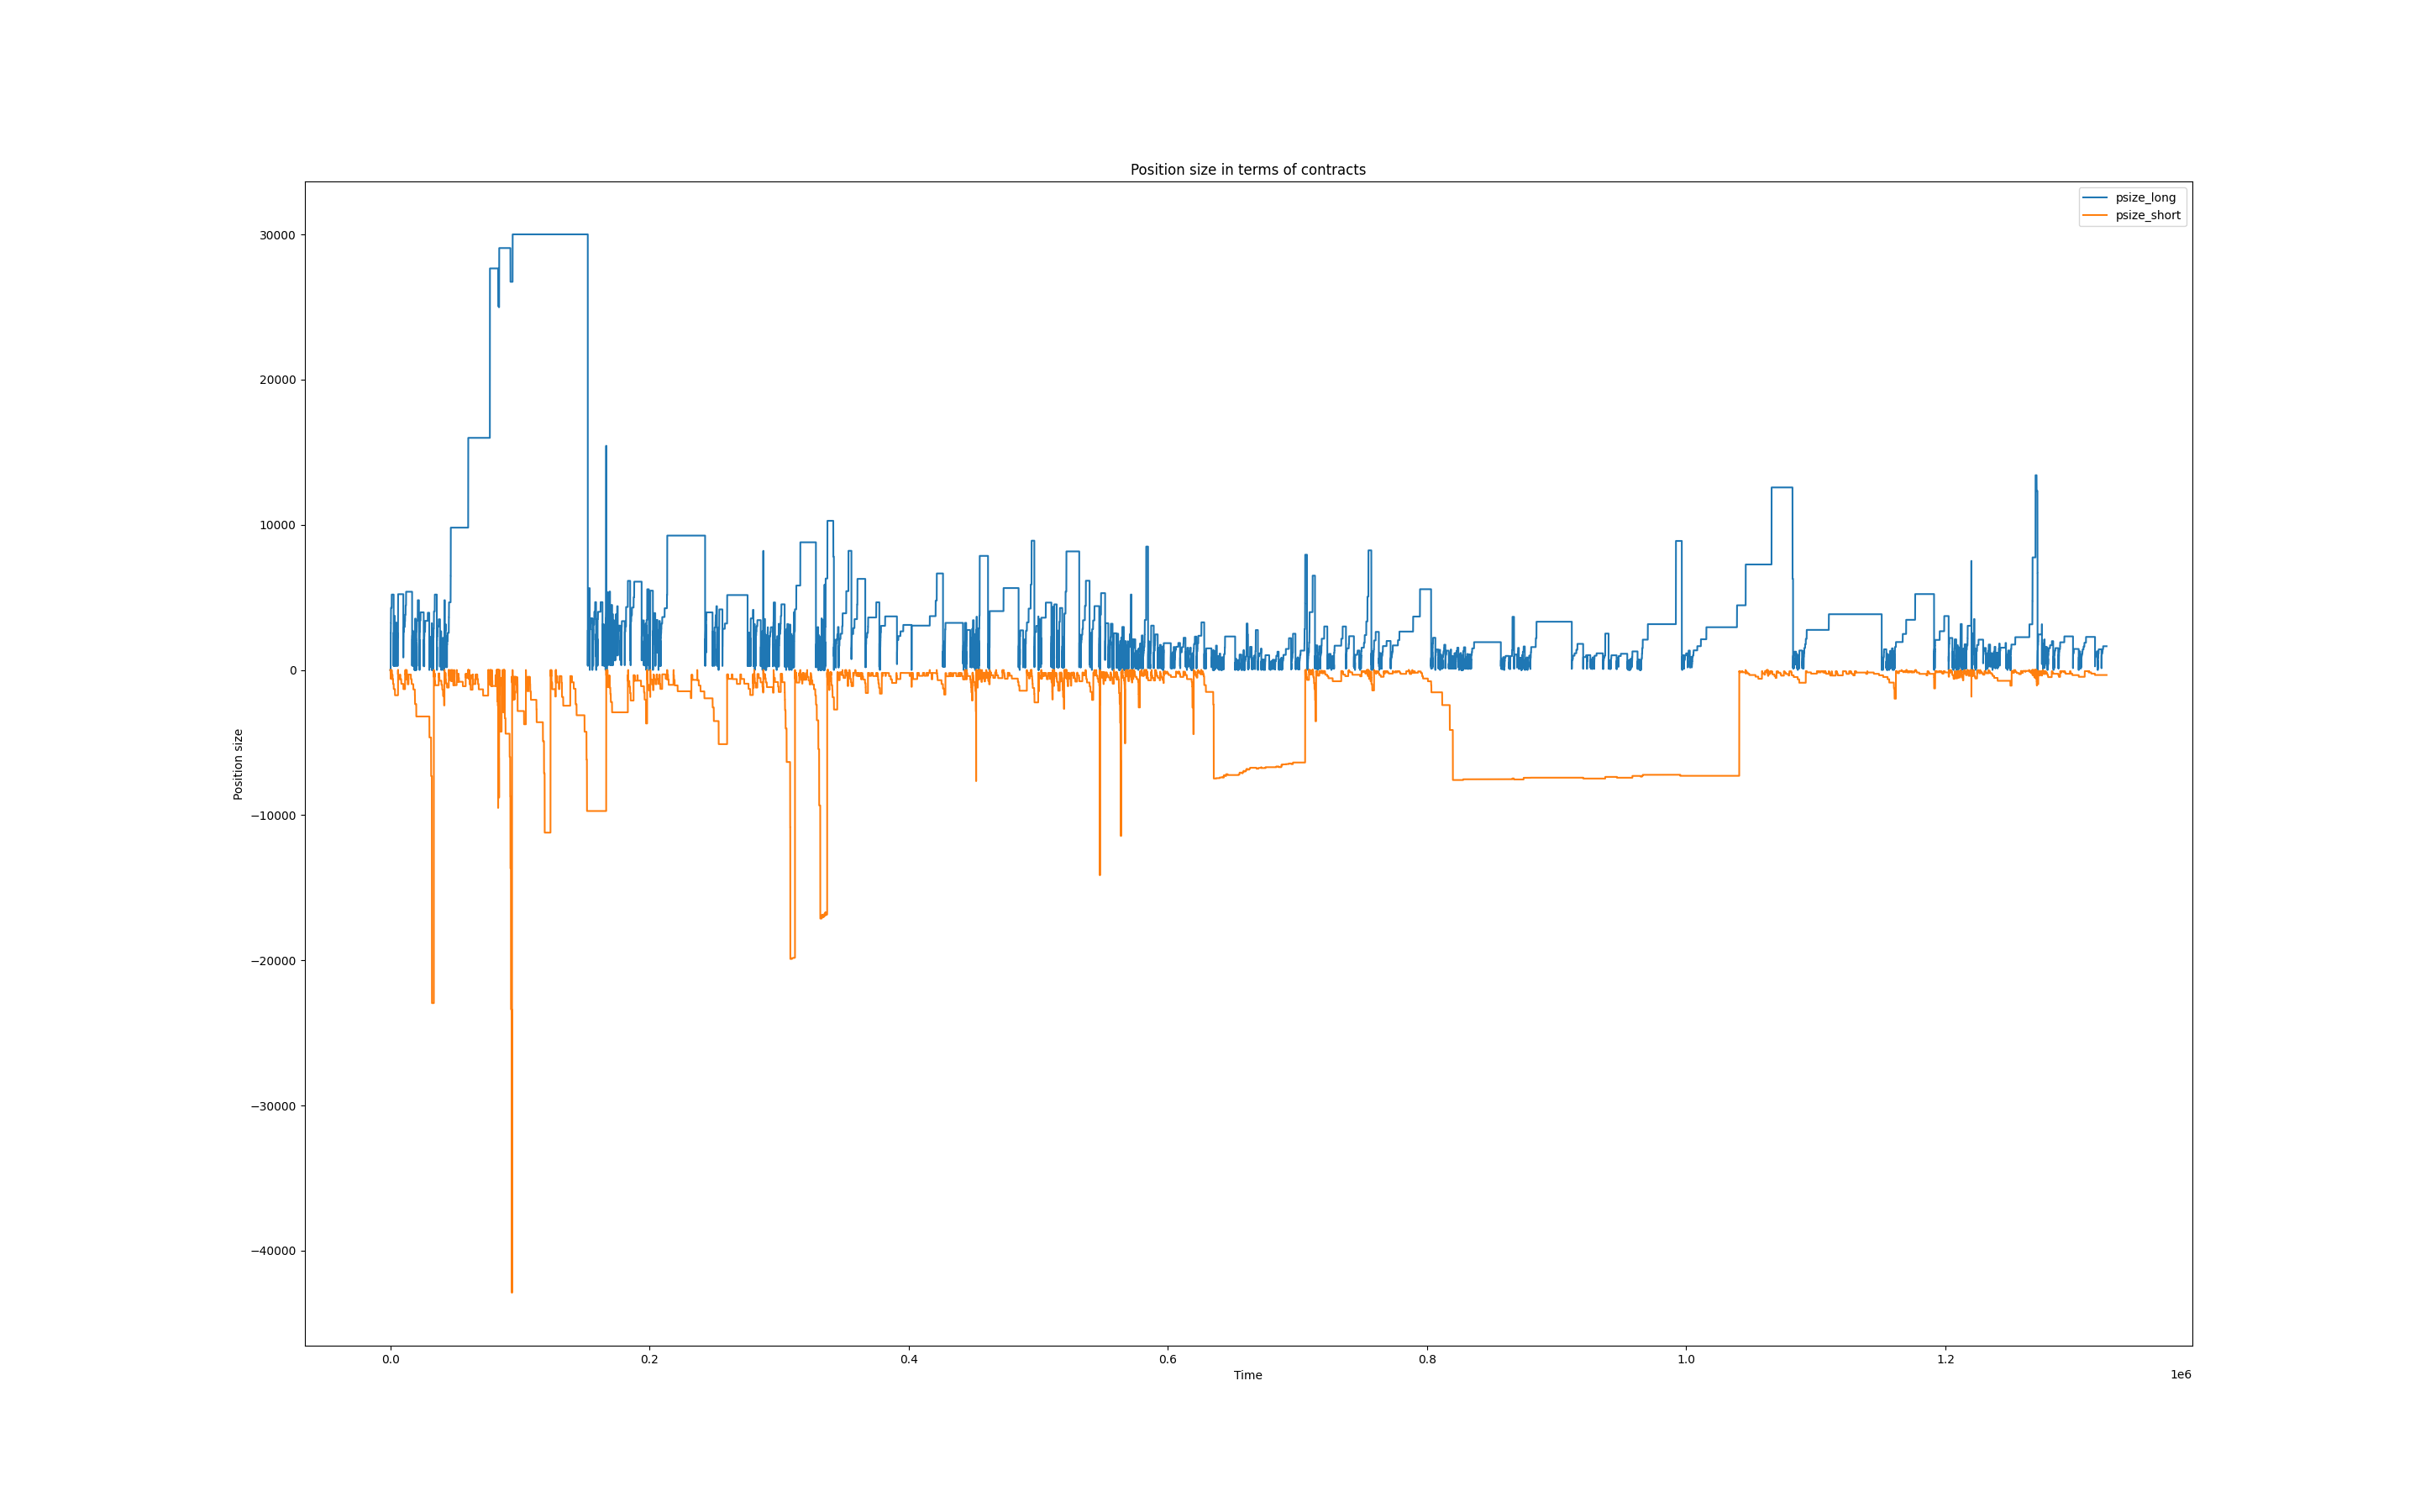 Position size in terms of contracts
psize_long
psize_short
30000
20000
10000
0
−10000
−20000
−30000
−40000
Position size
0.0
0.2
0.4
0.6
0.8
1.0
1.2
1e6
Time